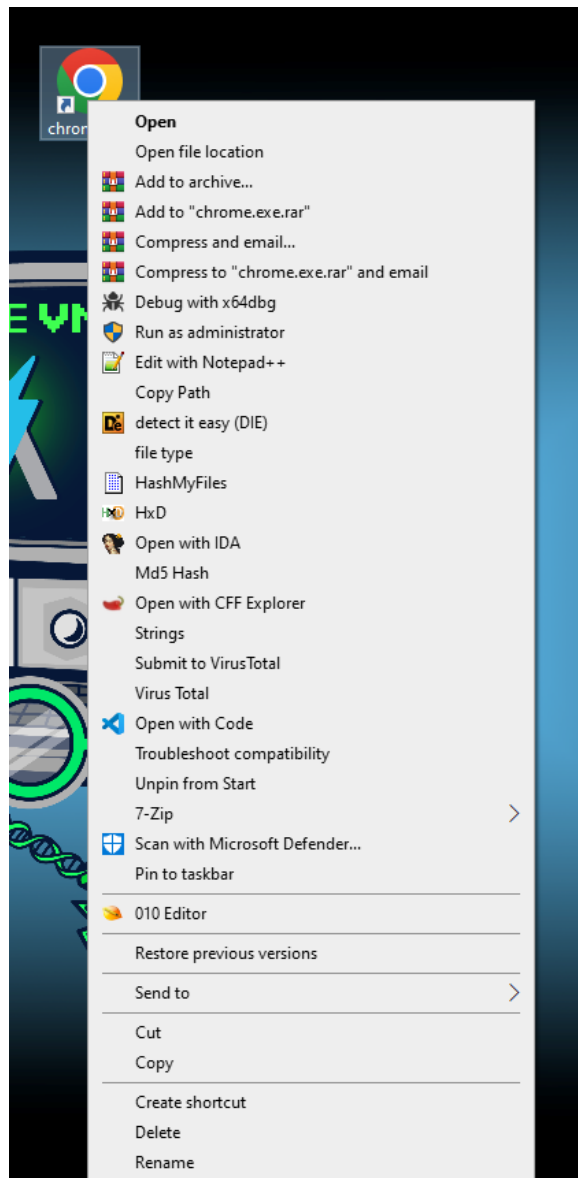 chrom
Open
Open file location
Add to archive...
Add to "chrome.exe.rar"
Compress and email...
Compress to "chrome.exe.rar" and email
Debug with x64dbg
Run as administrator
Edit with Notepad++
Copy Path
detect it easy (DIE)
file type
HashMyFiles
HxD
Open with IDA
Md5 Hash
Open with CFF Explorer
Strings
Submit to VirusTotal
Virus Total
Open with Code
Troubleshoot compatibility
Unpin from Start
7-Zip
Scan with Microsoft Defender...
Pin to taskbar
010 Editor
Restore previous versions
Send to
Cut
Copy
Create shortcut
Delete
Rename